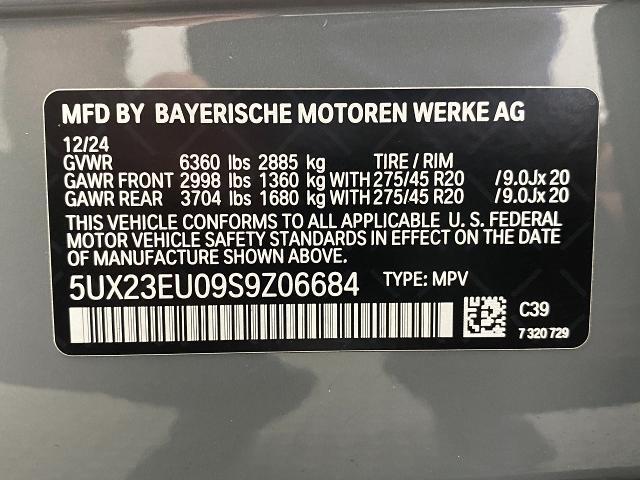 MFD BY BAYERISCHE MOTOREN WERKE AG
12/24
GVWR 6360 lbs 2885 kg TIRE / RIM
GAWR FRONT 2998 lbs 1360 kg WITH 275/45 R20 /9.0Jx 20
GAWR REAR 3704 lbs 1680 kg WITH 275/45 R20 /9.0Jx 20
THIS VEHICLE CONFORMS TO ALL APPLICABLE U. S. FEDERAL
MOTOR VEHICLE SAFETY STANDARDS IN EFFECT ON THE DATE
OF MANUFACTURE SHOWN ABOVE.
5UX23EU09S9Z06684 TYPE: MPV
C39
7 320 729